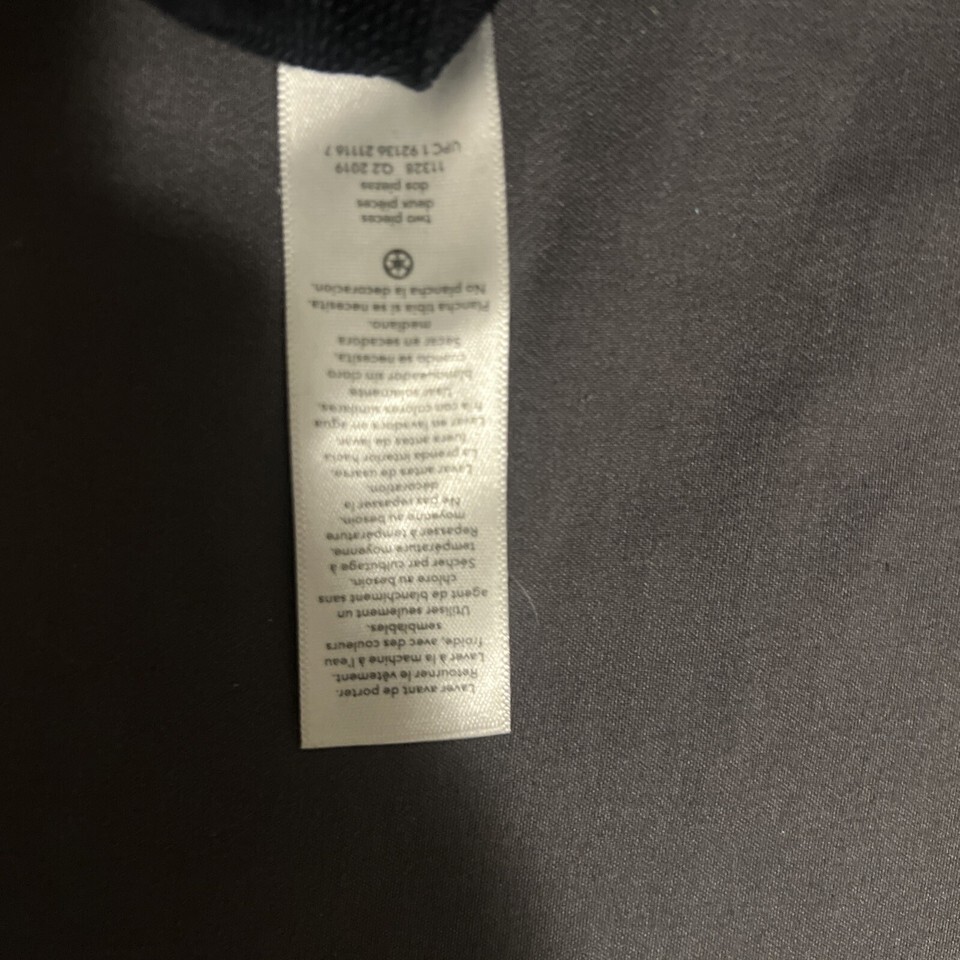 Laver avant de porter.
Retourner le vêtement.
Laver à la machine à l'eau
froide, avec des couleurs
semblables.
Utiliser seulement un
agent de blanchiment sans
chlore au besoin.
Sécher par culbutage à
température moyenne.
Repasser à température
moyenne au besoin.
Ne pas repasser la
décoration.
Lavar antes de usarse.
La prenda interior hacia
fuera antes de lavar.
Lavar en lavadora en agua
fría con colores similares.
Usar solamente
blanqueador sin cloro
cuando se necesita.
Secar en secadora
mediano.
Plancha tibia si se necesita.
No plancha la decoracion.
two pieces
deux pièces
dos piezas
11328 Q2 2019
UPC 1 92136 21116 7